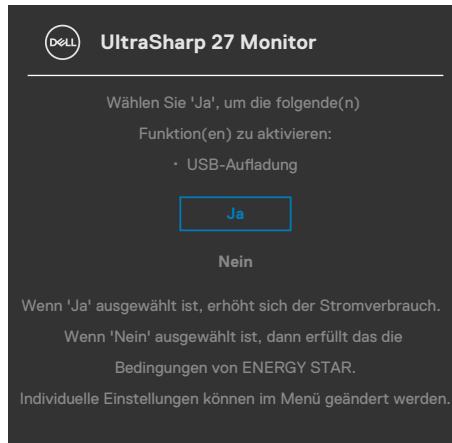 DELL UltraSharp 27 Monitor
Wählen Sie 'Ja', um die folgende(n)
Funktion(en) zu aktivieren:
· USB-Aufladung
Ja
Nein
Wenn 'Ja' ausgewählt ist, erhöht sich der Stromverbrauch.
Wenn 'Nein' ausgewählt ist, dann erfüllt das die
Bedingungen von ENERGY STAR.
Individuelle Einstellungen können im Menü geändert werden.